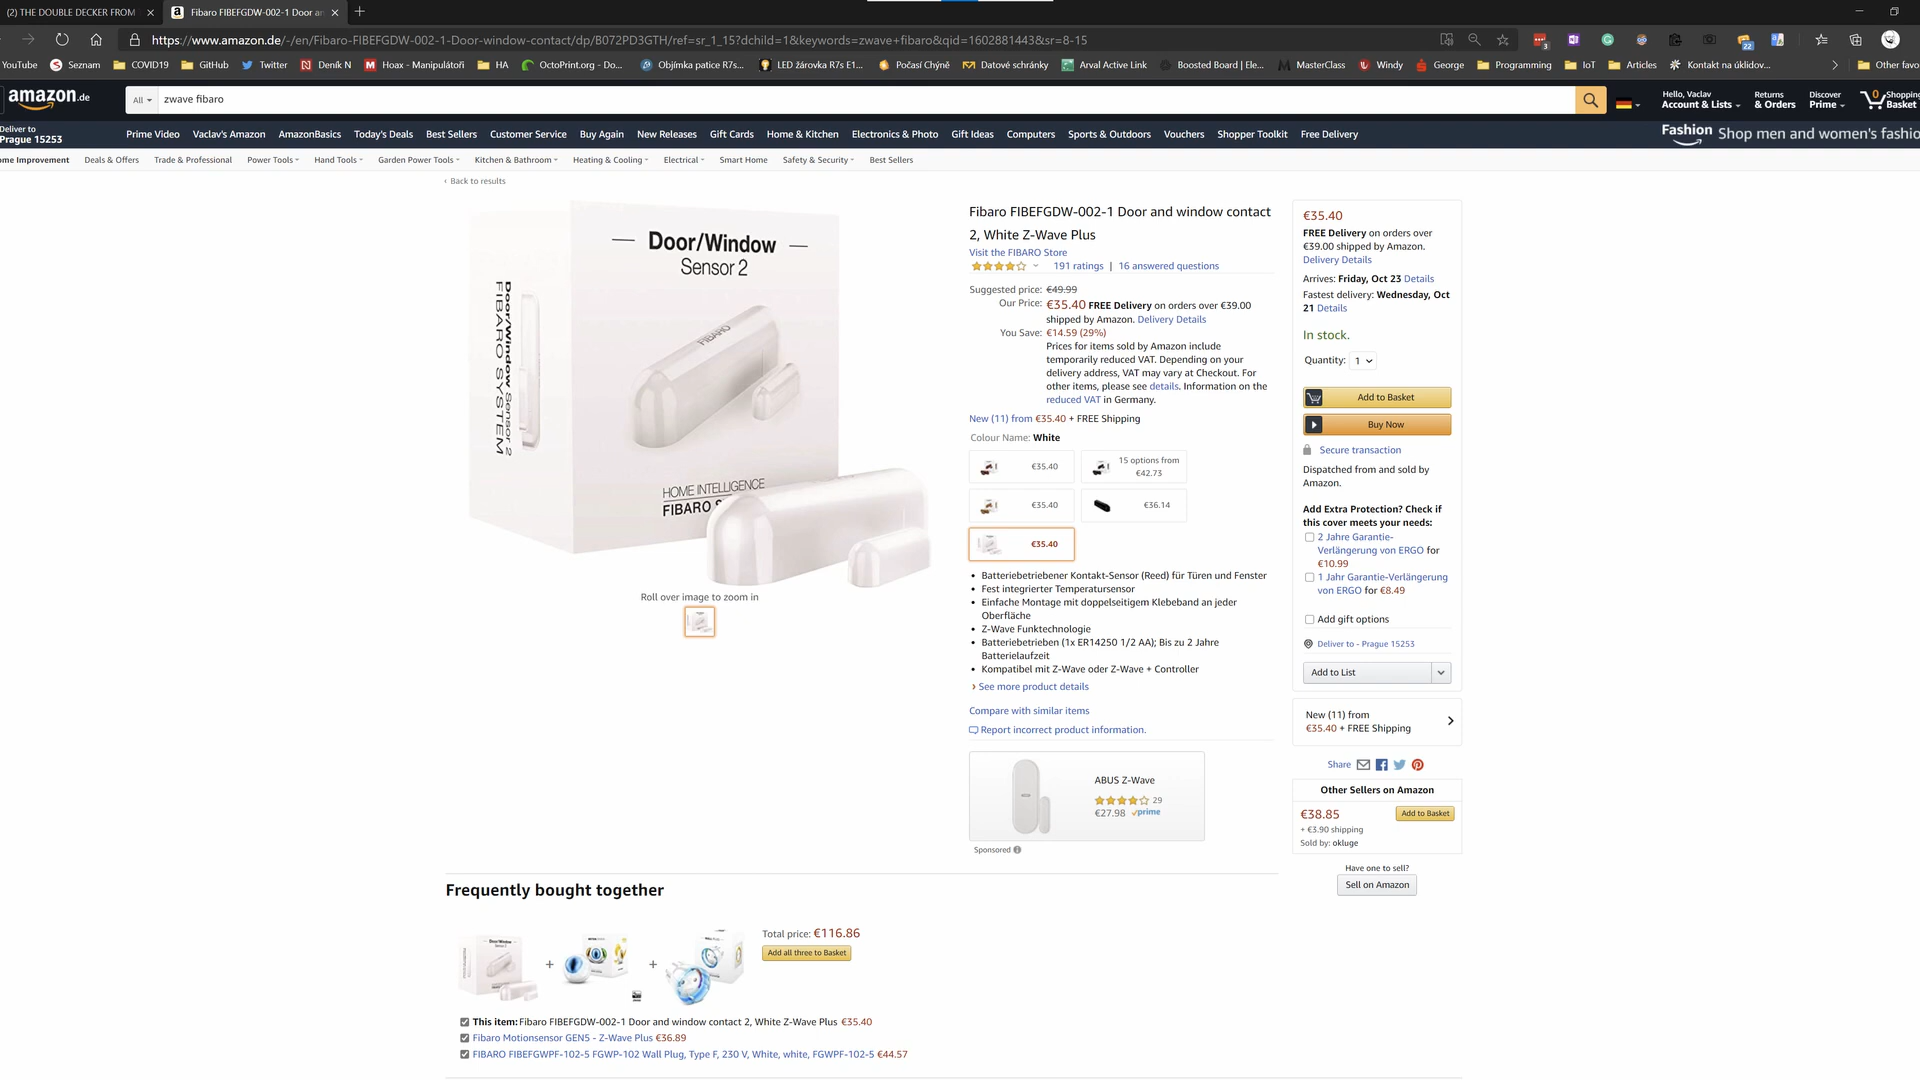 (2) THE DOUBLE DECKER FROM
Fibaro FIBEFGDW-002-1 Door an
https://www.amazon.de/-/en/Fibaro-FIBEFGDW-002-1-Door-window-contact/dp/B072PD3GTH/ref=sr_1_15?dchild=1&keywords=zwave+fibaro&qid=1602881443&sr=8-15
3
22
YouTube Seznam COVID19 GitHub Twitter Deník N Hoax - Manipulátoři HA OctoPrint.org - Do... Objímka patice R7s... LED žárovka R7s E1... Počasí Chýně Datové schránky Arval Active Link Boosted Board | Ele... MasterClass Windy George Programming IoT Articles Kontakt na úklidov... Other favo
amazon.de
All
zwave fibaro
Hello, Vaclav
Account & Lists
Returns
& Orders
Discover
Prime
0
Shopping
Basket
Deliver to
Prague 15253
Prime Video Vaclav's Amazon AmazonBasics Today's Deals Best Sellers Customer Service Buy Again New Releases Gift Cards Home & Kitchen Electronics & Photo Gift Ideas Computers Sports & Outdoors Vouchers Shopper Toolkit Free Delivery
Fashion Shop men and women's fashio
ome Improvement Deals & Offers Trade & Professional Power Tools Hand Tools Garden Power Tools Kitchen & Bathroom Heating & Cooling Electrical Smart Home Safety & Security Best Sellers
‹ Back to results
Door/Window
Sensor 2
Door/Window Sensor 2
FIBARO SYSTEM
FIBARO
HOME INTELLIGENCE
FIBARO S
Roll over image to zoom in
Fibaro FIBEFGDW-002-1 Door and window contact
2, White Z-Wave Plus
Visit the FIBARO Store
191 ratings | 16 answered questions
Suggested price: €49.99
Our Price: €35.40 FREE Delivery on orders over €39.00
shipped by Amazon. Delivery Details
You Save: €14.59 (29%)
Prices for items sold by Amazon include
temporarily reduced VAT. Depending on your
delivery address, VAT may vary at Checkout. For
other items, please see details. Information on the
reduced VAT in Germany.
New (11) from €35.40 + FREE Shipping
Colour Name: White
€35.40
15 options from
€42.73
€35.40
€36.14
€35.40
• Batteriebetriebener Kontakt-Sensor (Reed) für Türen und Fenster
• Fest integrierter Temperatursensor
• Einfache Montage mit doppelseitigem Klebeband an jeder
Oberfläche
• Z-Wave Funktechnologie
• Batteriebetrieben (1x ER14250 1/2 AA); Bis zu 2 Jahre
Batterielaufzeit
• Kompatibel mit Z-Wave oder Z-Wave + Controller
› See more product details
Compare with similar items
Report incorrect product information.
ABUS Z-Wave
29
€27.98 prime
Sponsored
€35.40
FREE Delivery on orders over
€39.00 shipped by Amazon.
Delivery Details
Arrives: Friday, Oct 23 Details
Fastest delivery: Wednesday, Oct
21 Details
In stock.
Quantity: 1
Add to Basket
Buy Now
Secure transaction
Dispatched from and sold by
Amazon.
Add Extra Protection? Check if
this cover meets your needs:
2 Jahre Garantie-
Verlängerung von ERGO for
€10.99
1 Jahr Garantie-Verlängerung
von ERGO for €8.49
Add gift options
Deliver to - Prague 15253
Add to List
New (11) from
€35.40 + FREE Shipping
Share
Other Sellers on Amazon
€38.85
Add to Basket
+ €3.90 shipping
Sold by: okluge
Have one to sell?
Sell on Amazon
Frequently bought together
+ +
Total price: €116.86
Add all three to Basket
This item: Fibaro FIBEFGDW-002-1 Door and window contact 2, White Z-Wave Plus €35.40
Fibaro Motionsensor GEN5 - Z-Wave Plus €36.89
FIBARO FIBEFGWPF-102-5 FGWP-102 Wall Plug, Type F, 230 V, White, white, FGWPF-102-5 €44.57